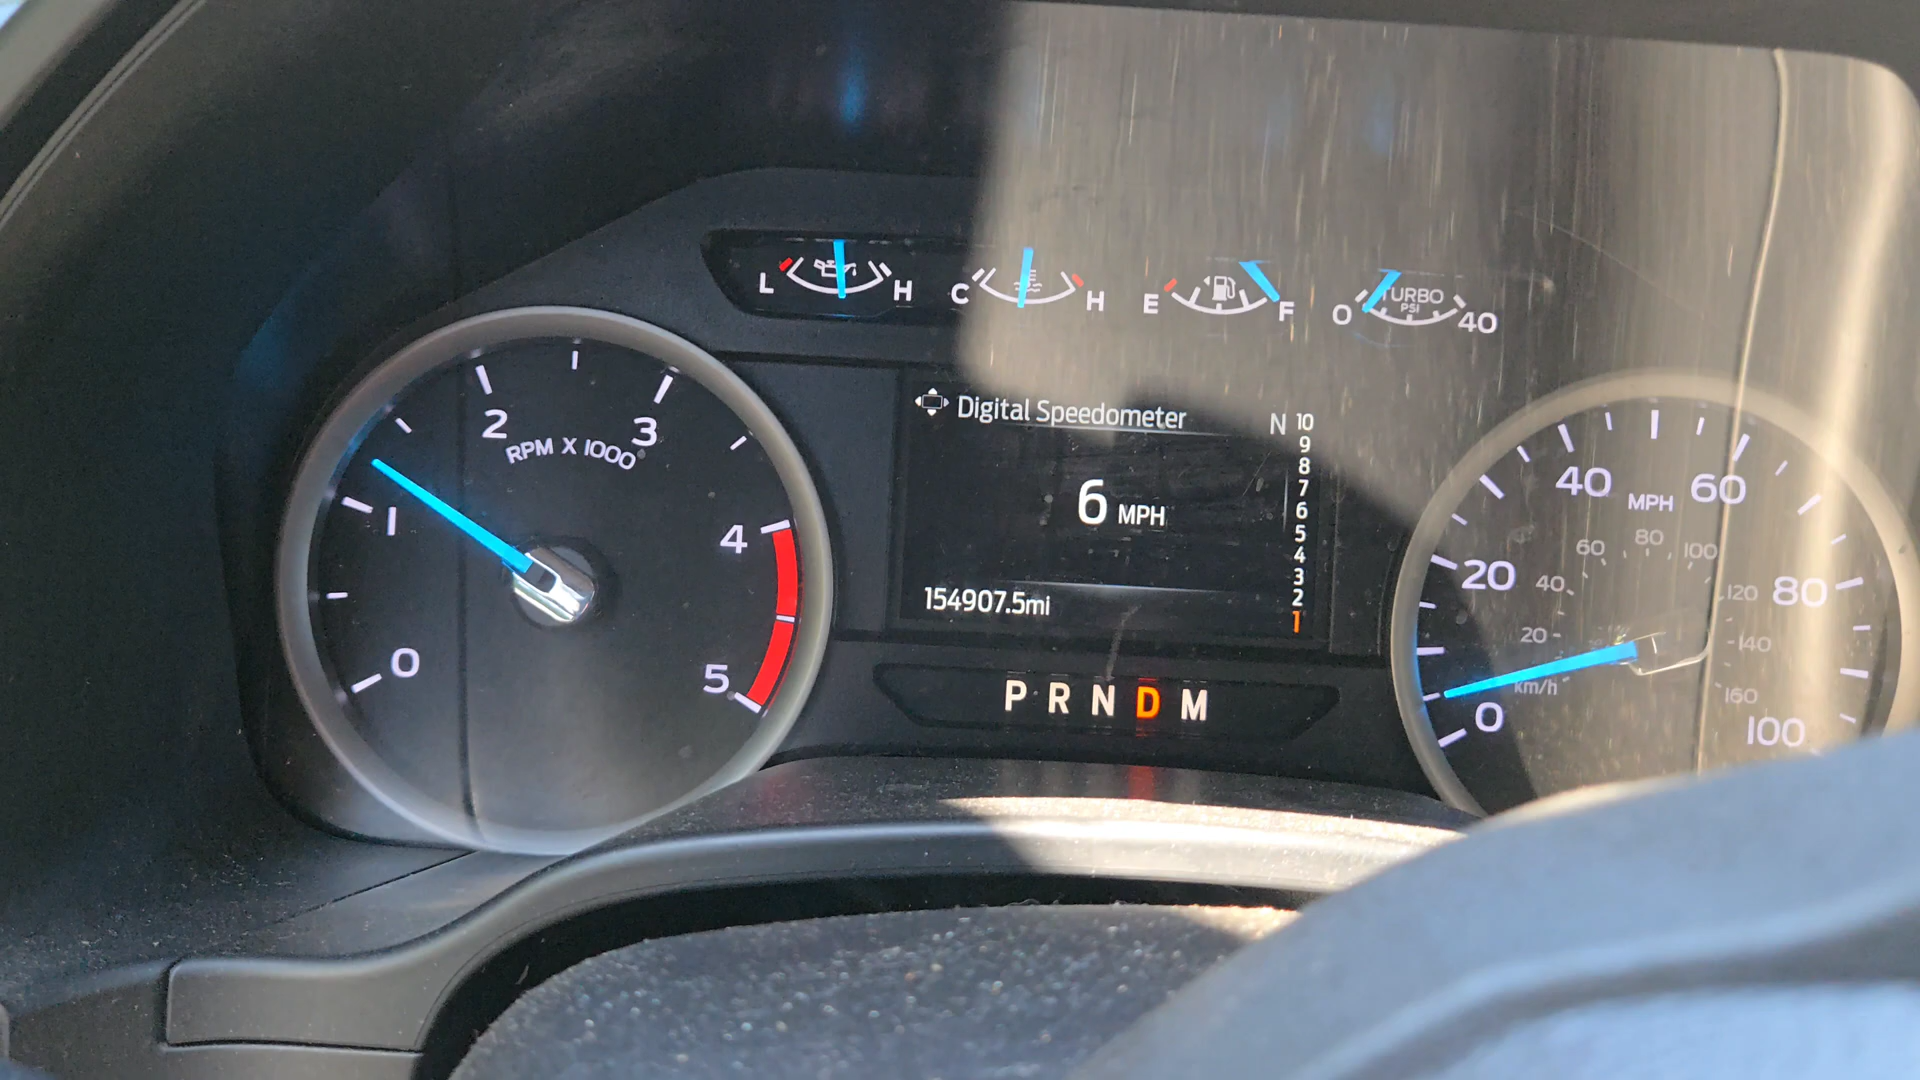 L H C H E F 0 TURBO PSI 40
2 3
RPM X 1000
1 4
0 5
Digital Speedometer
6 MPH
154907.5mi
N 10
9
8
7
6
5
4
3
2
1
P R N D M
40 MPH 60
60 80 100
20 40 120 80
20 140
km/h 160
0 100